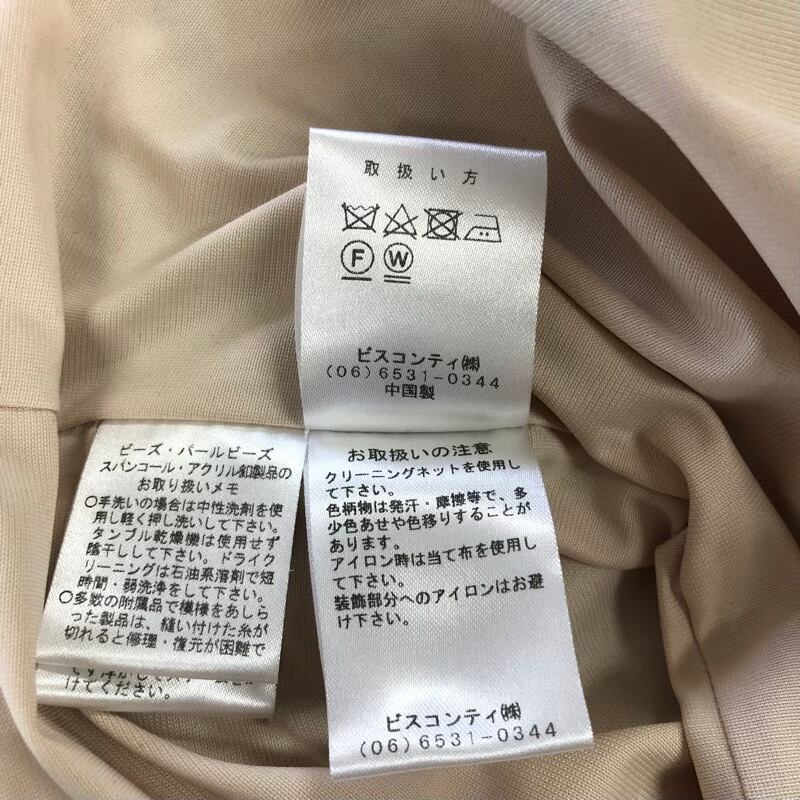 取扱い方
F W
ビスコンティ㈱
(06)6531-0344
中国製
ビーズ・パールビーズ
スパンコール・アクリル釦製品の
お取り扱いメモ
○手洗いの場合は中性洗剤を使
用し軽く押し洗いして下さい。
タンブル乾燥機は使用せず
陰干しして下さい。ドライク
リーニングは石油系溶剤で短
時間・弱洗浄をして下さい。
○多数の附属品で模様をあしら
った製品は、縫い付けた糸が
切れると修理・復元が困難で
けてください。
お取扱いの注意
クリーニングネットを使用し
て下さい。
色柄物は発汗・摩擦等で、多
少色あせや色移りすることが
あります。
アイロン時は当て布を使用し
て下さい。
装飾部分へのアイロンはお避
け下さい。
ビスコンティ㈱
(06)6531-0344